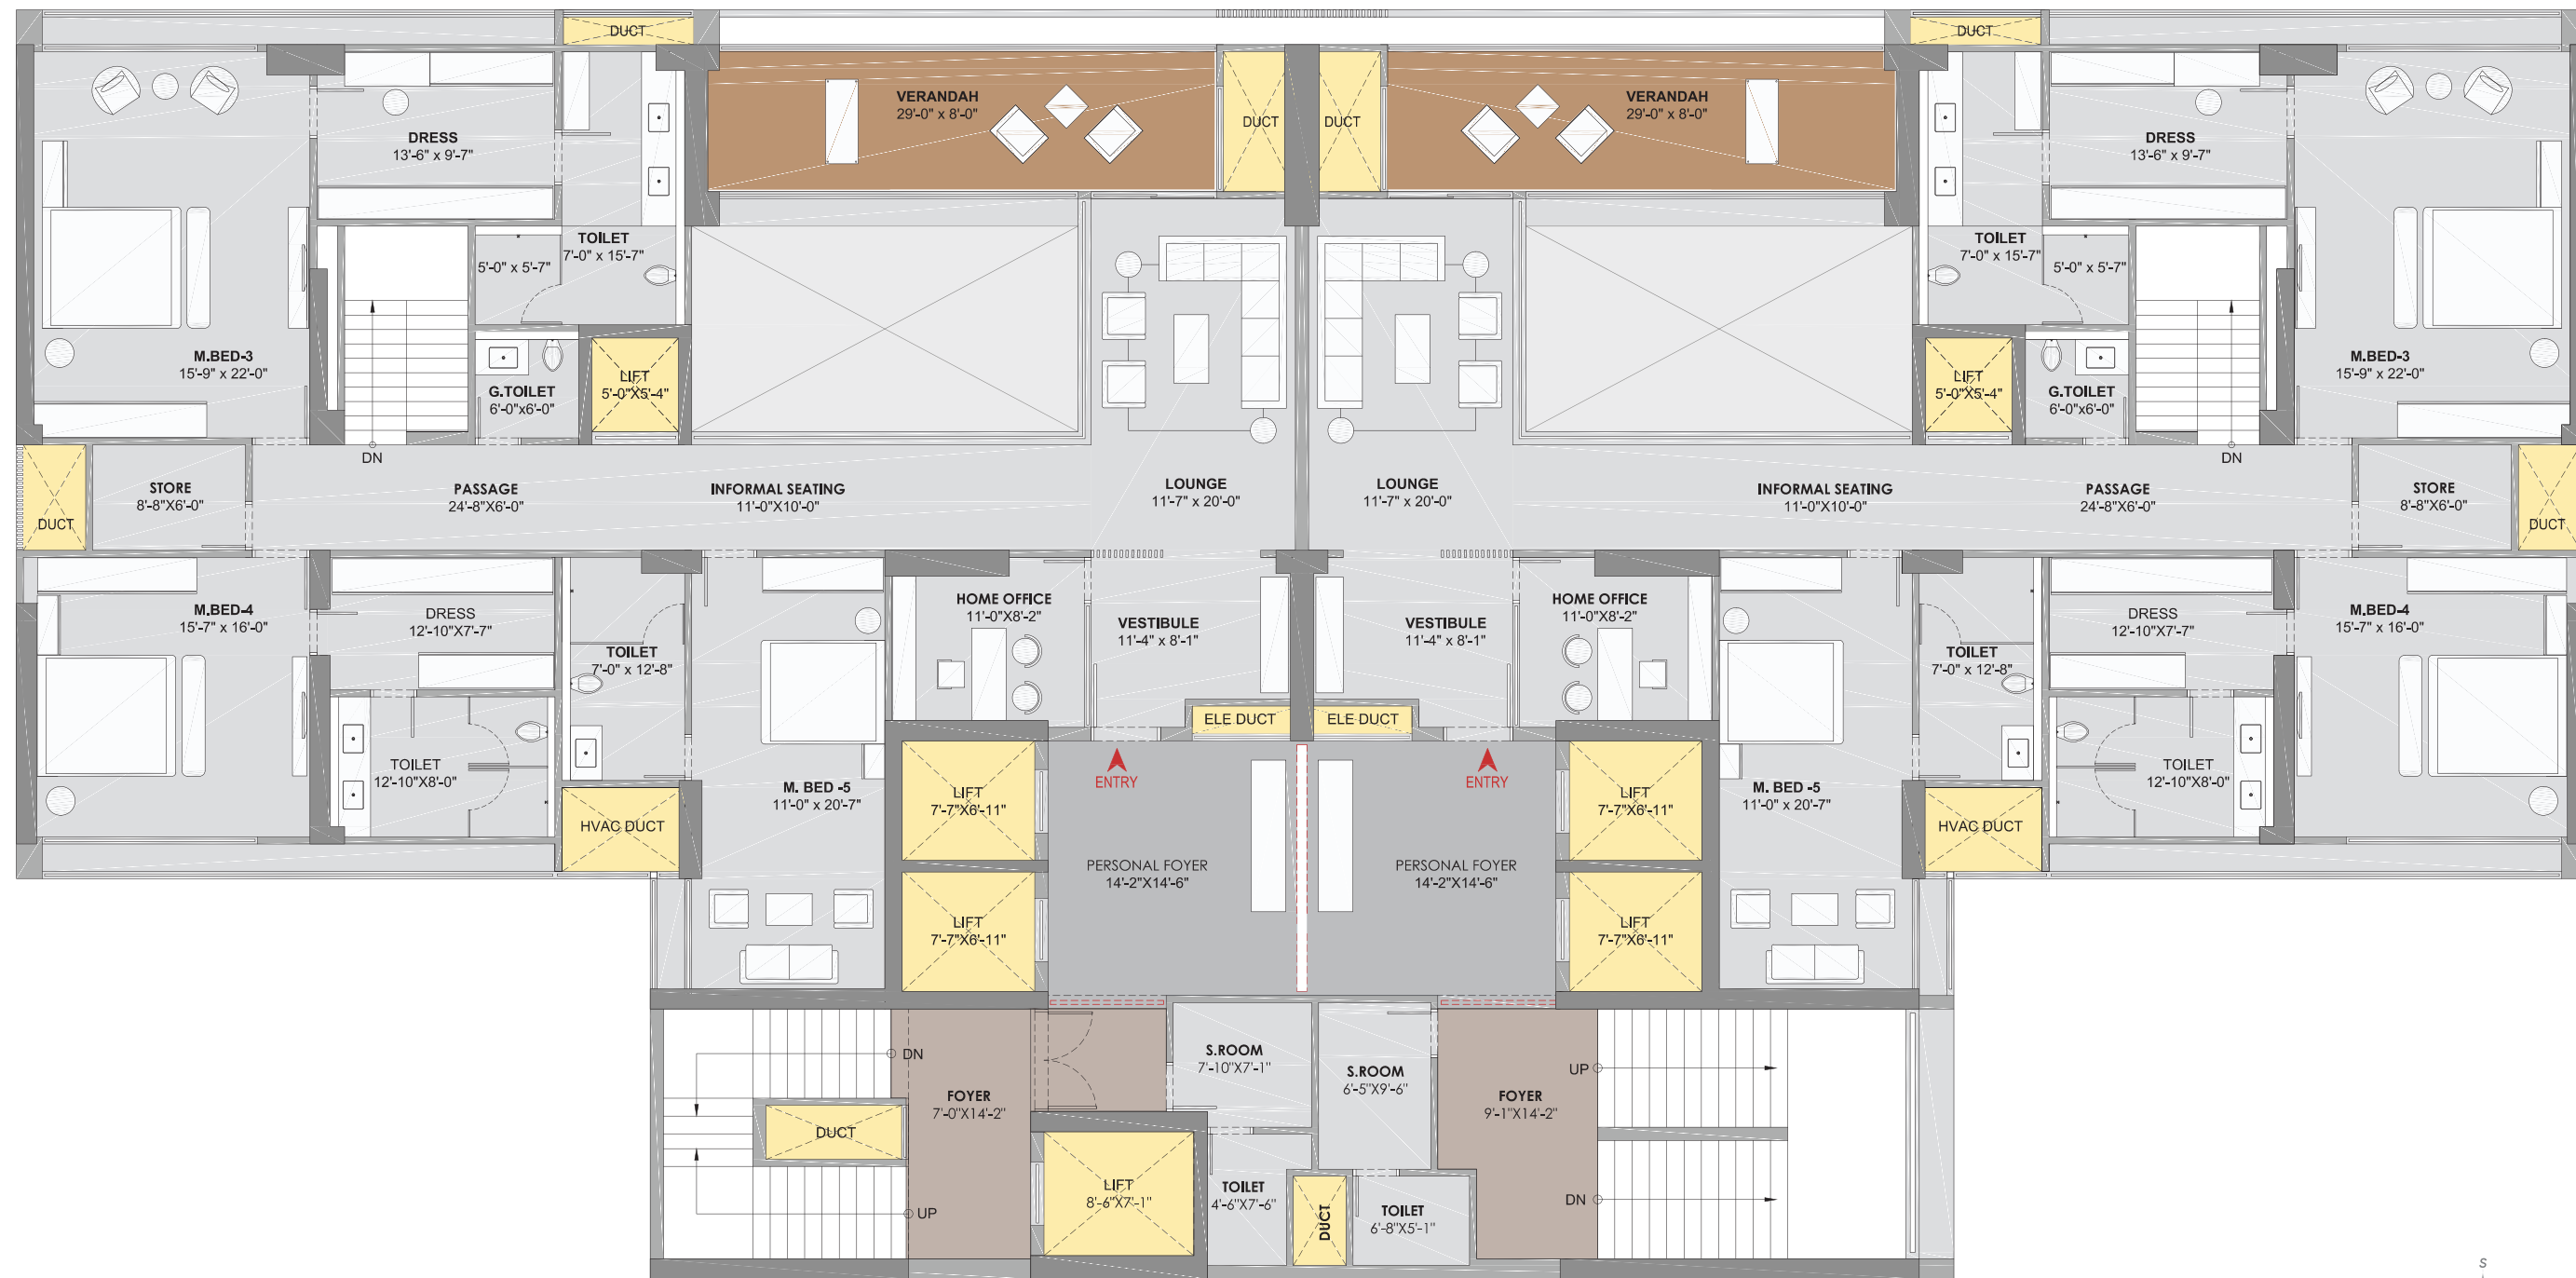 DUCT
DUCT
VERANDAH
29'-0" x 8'-0"
VERANDAH
29'-0" x 8'-0"
DUCT
DUCT
DRESS
13'-6" x 9'-7"
DRESS
13'-6" x 9'-7"
TOILET
7'-0" x 15'-7"
5'-0" x 5'-7"
TOILET
7'-0" x 15'-7"
5'-0" x 5'-7"
M.BED-3
15'-9" x 22'-0"
G.TOILET
6'-0"x6'-0"
LIFT
5'-0"X5'-4"
LIFT
5'-0"X5'-4"
G.TOILET
6'-0"x6'-0"
M.BED-3
15'-9" x 22'-0"
DN
DN
DUCT
STORE
8'-8"X6'-0"
PASSAGE
24'-8"X6'-0"
INFORMAL SEATING
11'-0"X10'-0"
LOUNGE
11'-7" x 20'-0"
LOUNGE
11'-7" x 20'-0"
INFORMAL SEATING
11'-0"X10'-0"
PASSAGE
24'-8"X6'-0"
STORE
8'-8"X6'-0"
DUCT
M.BED-4
15'-7" x 16'-0"
DRESS
12'-10"X7'-7"
TOILET
7'-0" x 12'-8"
HOME OFFICE
11'-0"X8'-2"
VESTIBULE
11'-4" x 8'-1"
VESTIBULE
11'-4" x 8'-1"
HOME OFFICE
11'-0"X8'-2"
TOILET
7'-0" x 12'-8"
DRESS
12'-10"X7'-7"
M.BED-4
15'-7" x 16'-0"
ELE DUCT
ELE DUCT
TOILET
12'-10"X8'-0"
HVAC DUCT
M. BED -5
11'-0" x 20'-7"
LIFT
7'-7"X6'-11"
ENTRY
ENTRY
LIFT
7'-7"X6'-11"
M. BED -5
11'-0" x 20'-7"
HVAC DUCT
TOILET
12'-10"X8'-0"
PERSONAL FOYER
14'-2"X14'-6"
PERSONAL FOYER
14'-2"X14'-6"
LIFT
7'-7"X6'-11"
LIFT
7'-7"X6'-11"
DN
FOYER
7'-0"X14'-2"
S.ROOM
7'-10"X7'-1"
S.ROOM
6'-5"X9'-6"
FOYER
9'-1"X14'-2"
UP
DUCT
UP
LIFT
8'-6"X7'-1"
TOILET
4'-6"X7'-6"
DUCT
TOILET
6'-8"X5'-1"
DN
S